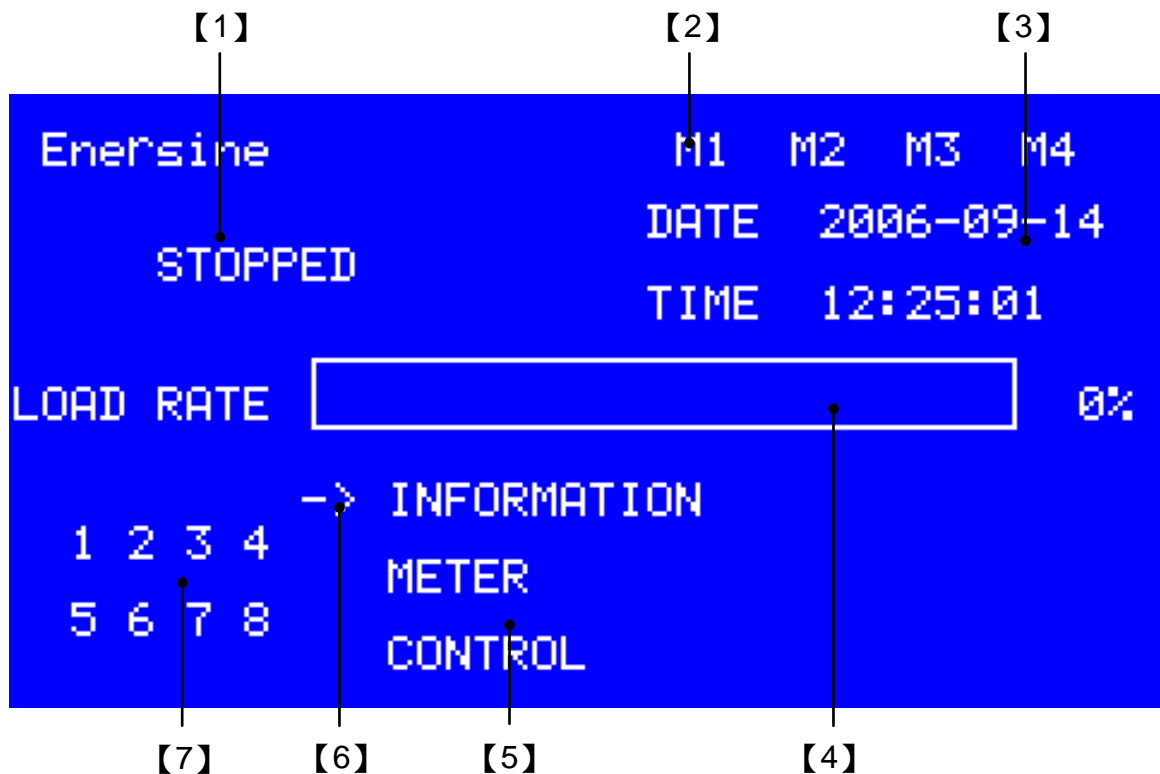 【1】 【2】 【3】
Enersine M1 M2 M3 M4
DATE 2006-09-14
STOPPED
TIME 12:25:01
LOAD RATE 0%
-> INFORMATION
1 2 3 4
METER
5 6 7 8
CONTROL
【7】 【6】 【5】 【4】